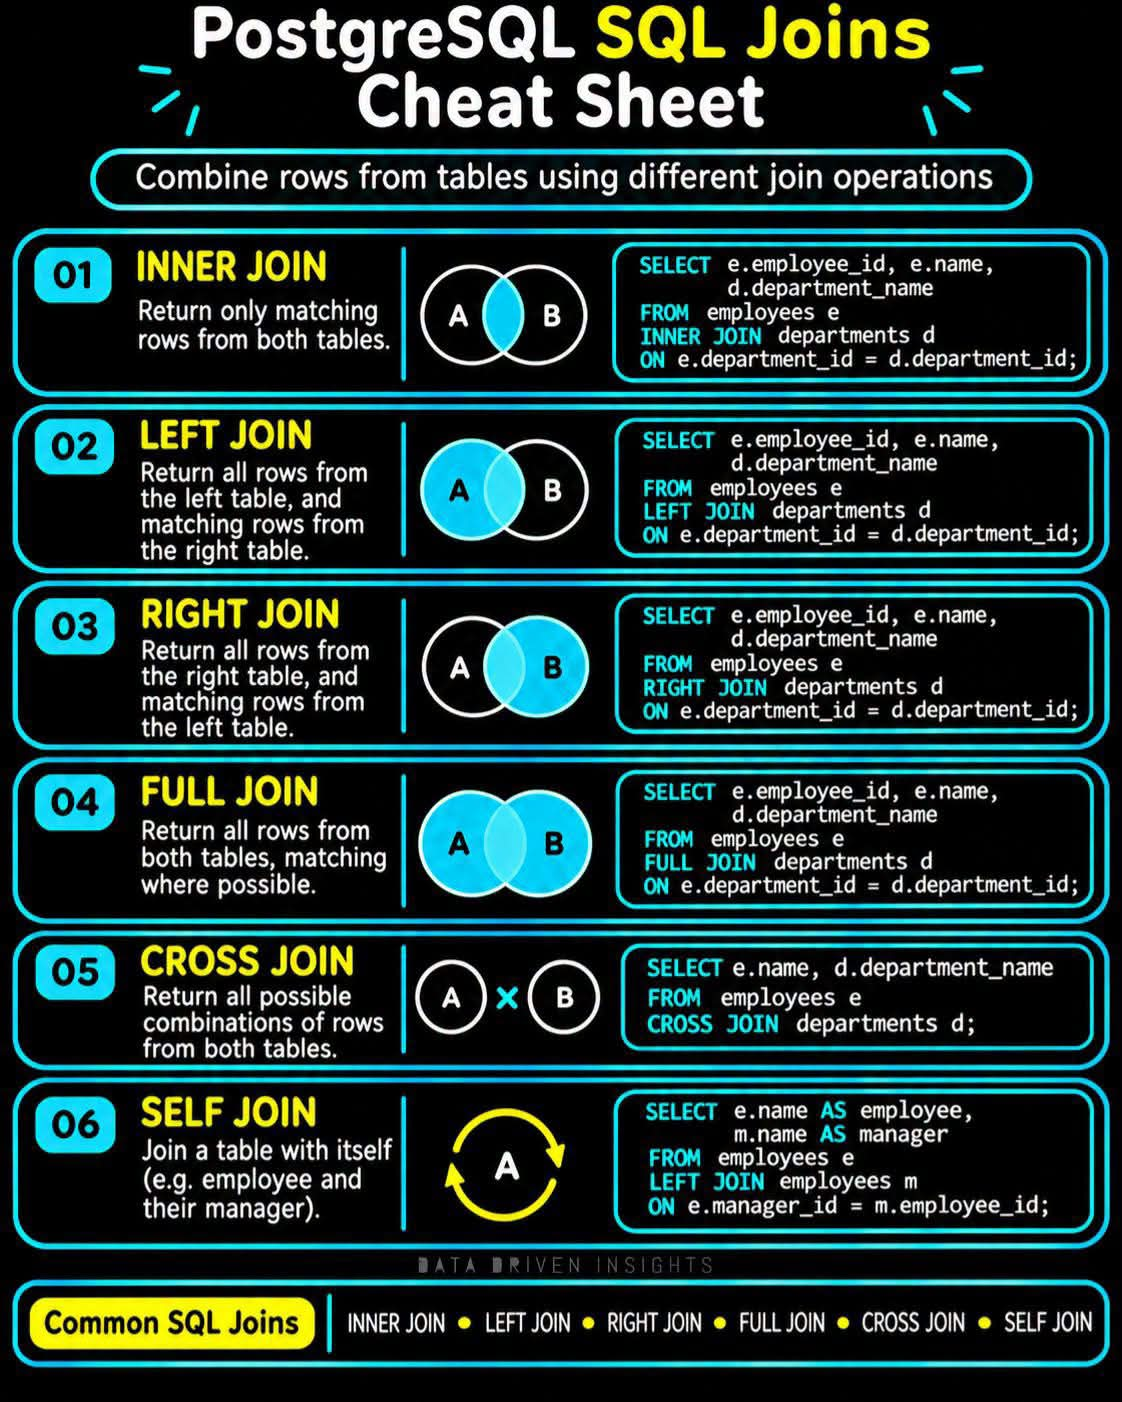 PostgreSQL SQL Joins
Cheat Sheet
Combine rows from tables using different join operations
01
INNER JOIN
Return only matching
rows from both tables.
A
B
SELECT e.employee_id, e.name,
d.department_name
FROM employees e
INNER JOIN departments d
ON e.department_id = d.department_id;
02
LEFT JOIN
Return all rows from
the left table, and
matching rows from
the right table.
A
B
SELECT e.employee_id, e.name,
d.department_name
FROM employees e
LEFT JOIN departments d
ON e.department_id = d.department_id;
03
RIGHT JOIN
Return all rows from
the right table, and
matching rows from
the left table.
A
B
SELECT e.employee_id, e.name,
d.department_name
FROM employees e
RIGHT JOIN departments d
ON e.department_id = d.department_id;
04
FULL JOIN
Return all rows from
both tables, matching
where possible.
A
B
SELECT e.employee_id, e.name,
d.department_name
FROM employees e
FULL JOIN departments d
ON e.department_id = d.department_id;
05
CROSS JOIN
Return all possible
combinations of rows
from both tables.
A × B
SELECT e.name, d.department_name
FROM employees e
CROSS JOIN departments d;
06
SELF JOIN
Join a table with itself
(e.g. employee and
their manager).
A
SELECT e.name AS employee,
m.name AS manager
FROM employees e
LEFT JOIN employees m
ON e.manager_id = m.employee_id;
DATA DRIVEN INSIGHTS
Common SQL Joins
INNER JOIN • LEFT JOIN • RIGHT JOIN • FULL JOIN • CROSS JOIN • SELF JOIN